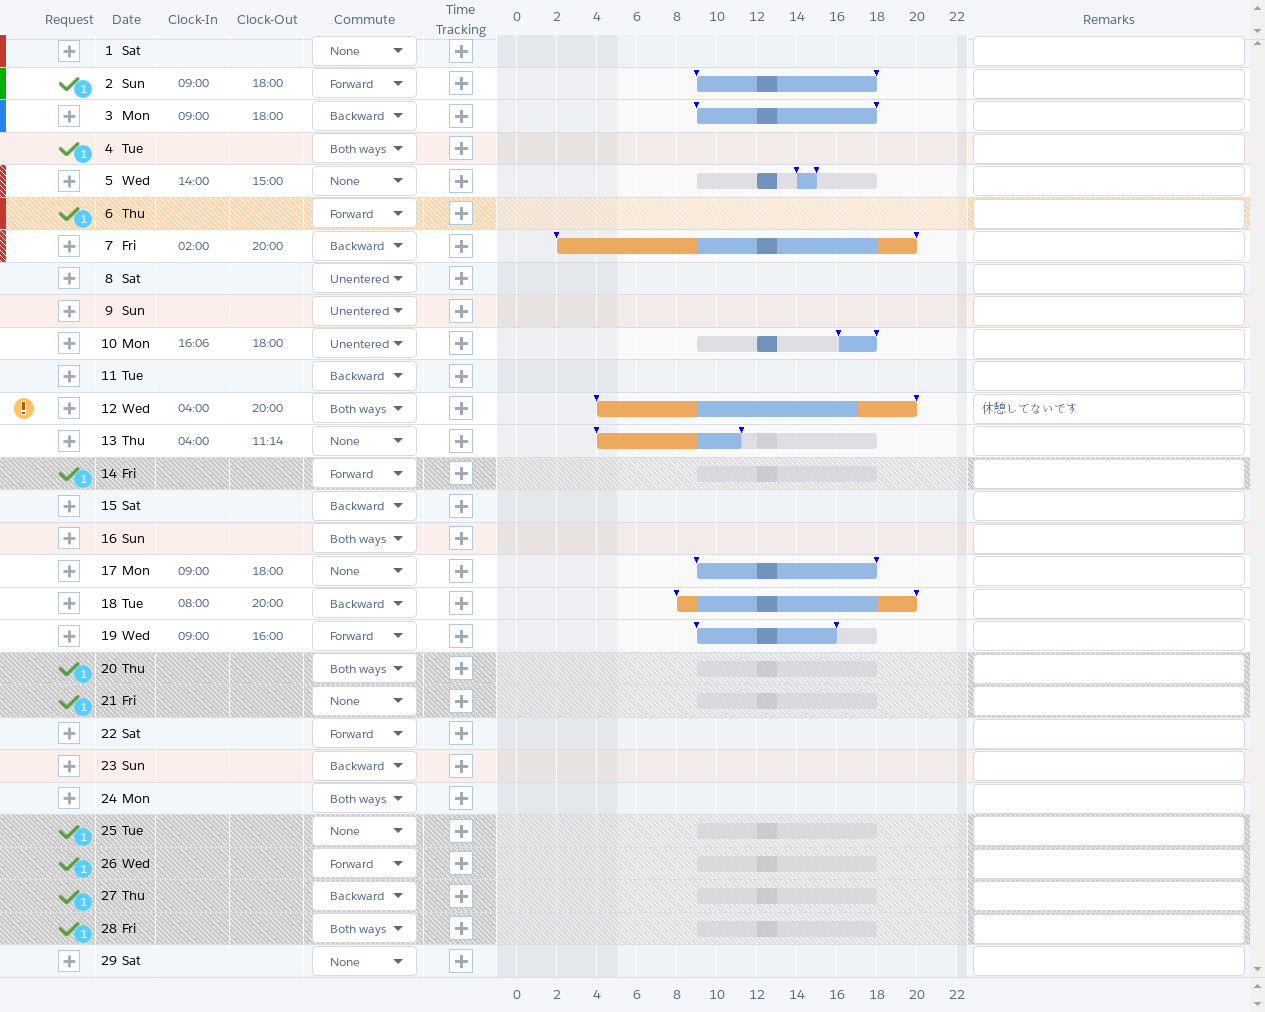 Request Date Clock-In Clock-Out Commute Time Tracking 0 2 4 6 8 10 12 14 16 18 20 22 Remarks
1 Sat None
1 2 Sun 09:00 18:00 Forward
3 Mon 09:00 18:00 Backward
1 4 Tue Both ways
5 Wed 14:00 15:00 None
1 6 Thu Forward
7 Fri 02:00 20:00 Backward
8 Sat Unentered
9 Sun Unentered
10 Mon 16:06 18:00 Unentered
11 Tue Backward
12 Wed 04:00 20:00 Both ways 休憩してないです
13 Thu 04:00 11:14 None
1 14 Fri Forward
15 Sat Backward
16 Sun Both ways
17 Mon 09:00 18:00 None
18 Tue 08:00 20:00 Backward
19 Wed 09:00 16:00 Forward
1 20 Thu Both ways
1 21 Fri None
22 Sat Forward
23 Sun Backward
24 Mon Both ways
1 25 Tue None
1 26 Wed Forward
1 27 Thu Backward
1 28 Fri Both ways
29 Sat None
0 2 4 6 8 10 12 14 16 18 20 22